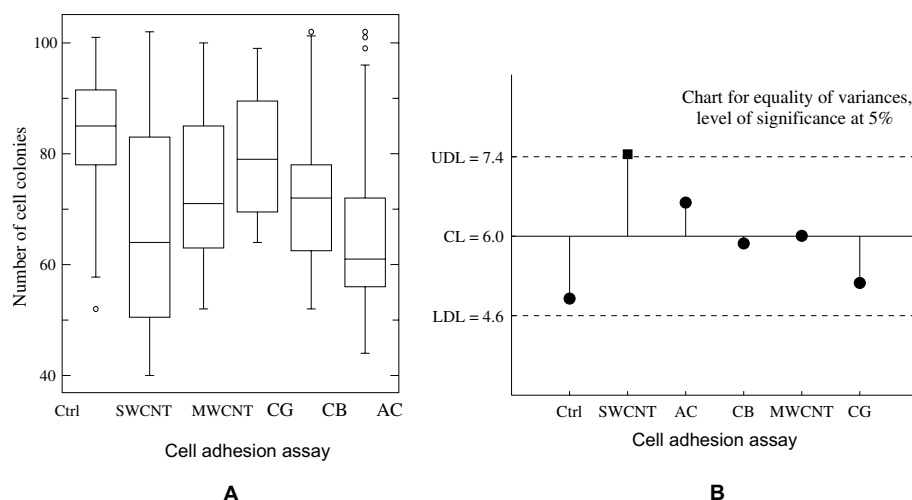 Number of cell colonies
100
80
60
40
Ctrl SWCNT MWCNT CG CB AC
Cell adhesion assay
A
Chart for equality of variances,
level of significance at 5%
UDL = 7.4
CL = 6.0
LDL = 4.6
Ctrl SWCNT AC CB MWCNT CG
Cell adhesion assay
B